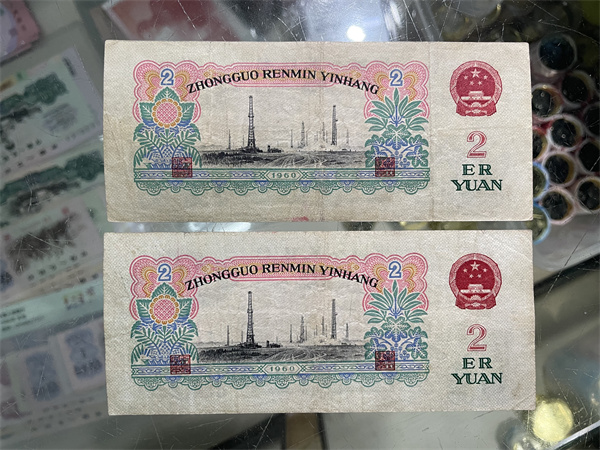 2 2
ZHONGGUO RENMIN YINHANG
2
ER
YUAN
1960
2 2
ZHONGGUO RENMIN YINHANG
2
ER
YUAN
1960